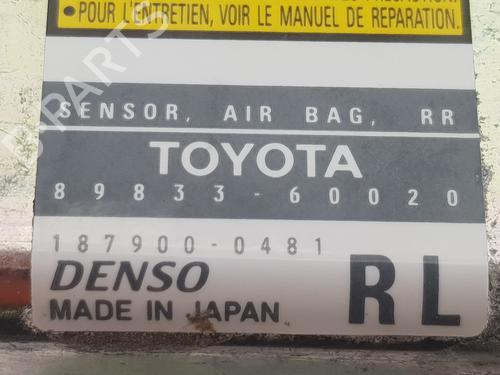 POUR L'ENTRETIEN, VOIR LE MANUEL DE REPARATION.
SENSOR, AIR BAG, RR
TOYOTA
89833-60020
187900-0481
DENSO
MADE IN JAPAN
RL
B-PARTS